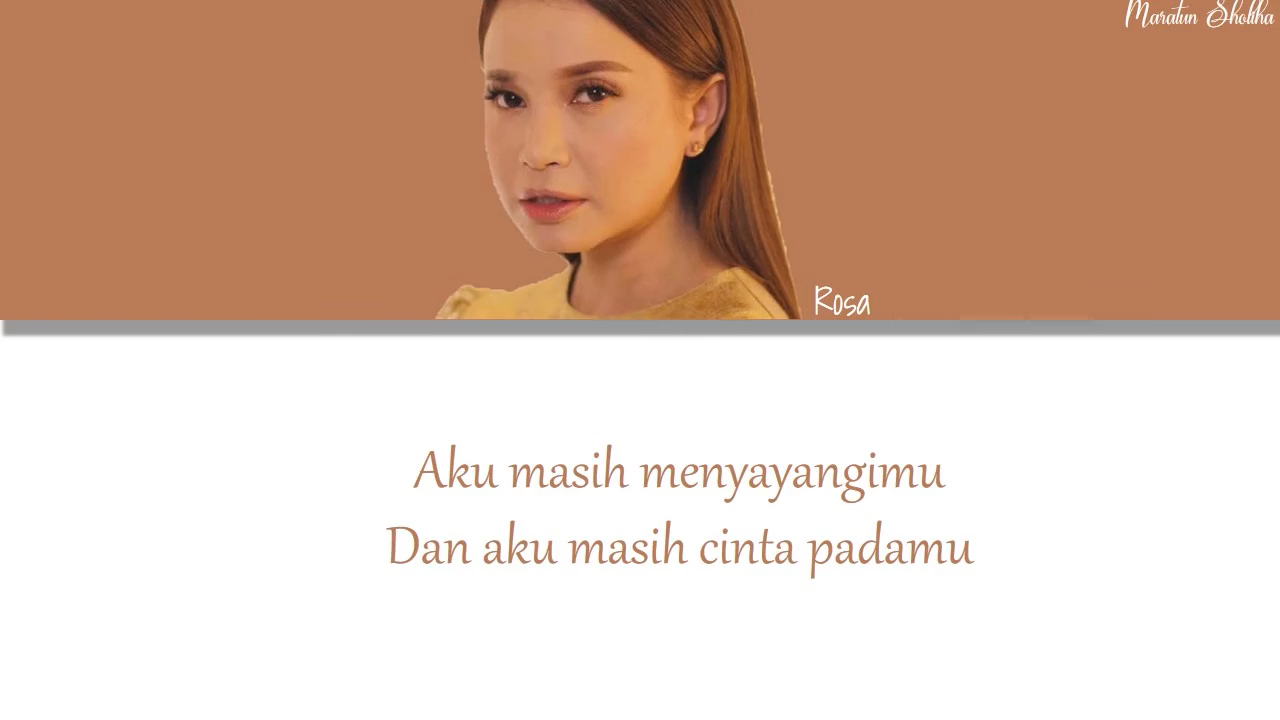 Maratun Sholiha
Rosa
Aku masih menyayangimu
Dan aku masih cinta padamu